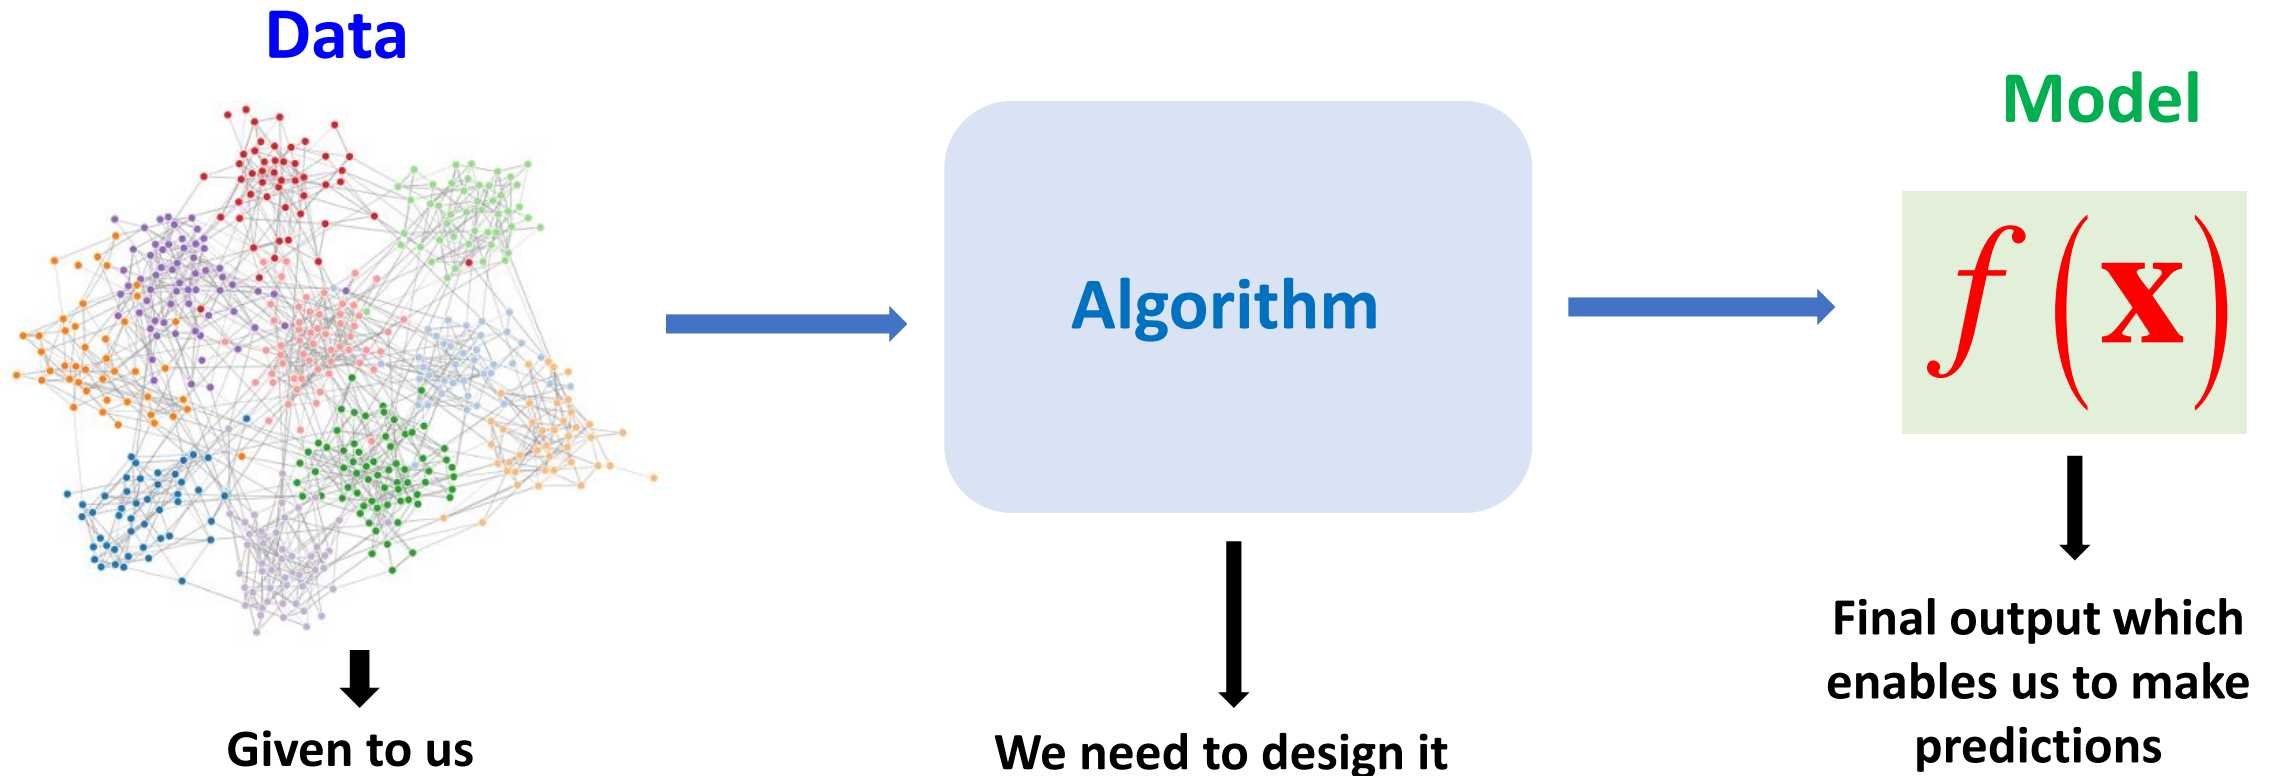 Data
Model
Algorithm
f (x)
Given to us
We need to design it
Final output which
enables us to make
predictions